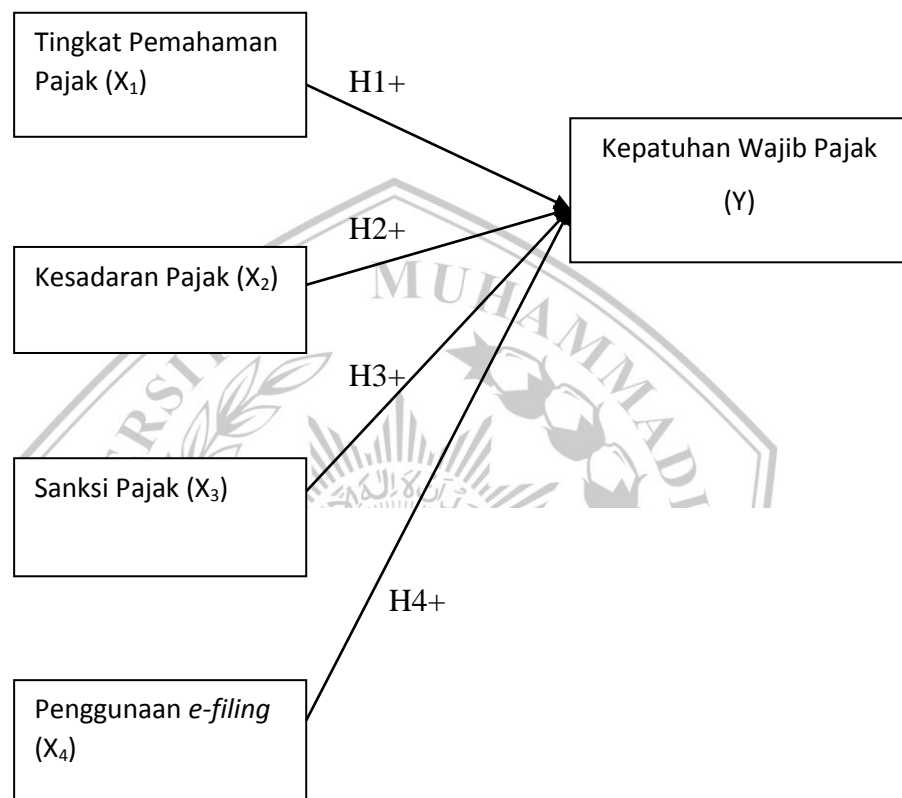 Tingkat Pemahaman
Pajak (X₁)
H1+
Kepatuhan Wajib Pajak
(Y)
H2+
Kesadaran Pajak (X₂)
MUHAMMADI
H3+
Sanksi Pajak (X₃)
H4+
Penggunaan e-filing
(X₄)